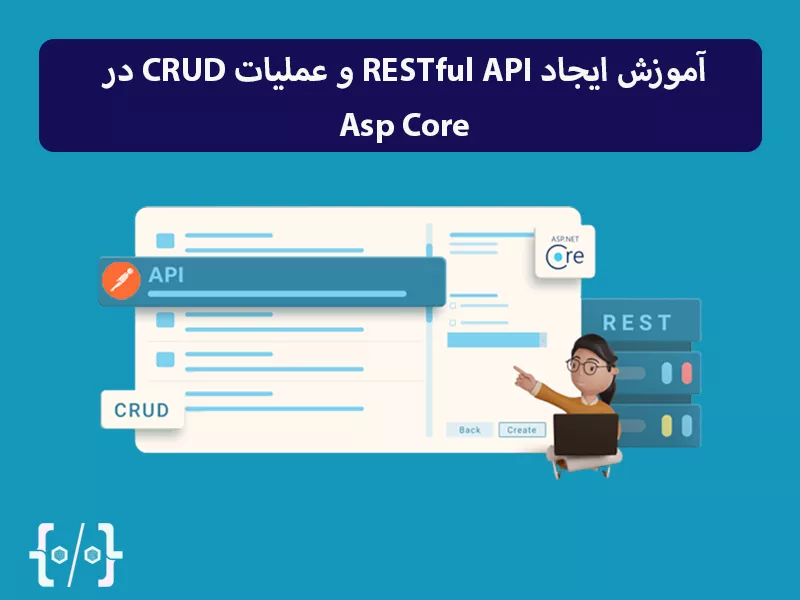 آموزش ایجاد RESTful API و عملیات CRUD در
Asp Core
ASP.NET
Core
API
REST
CRUD
Back
Create
{/}